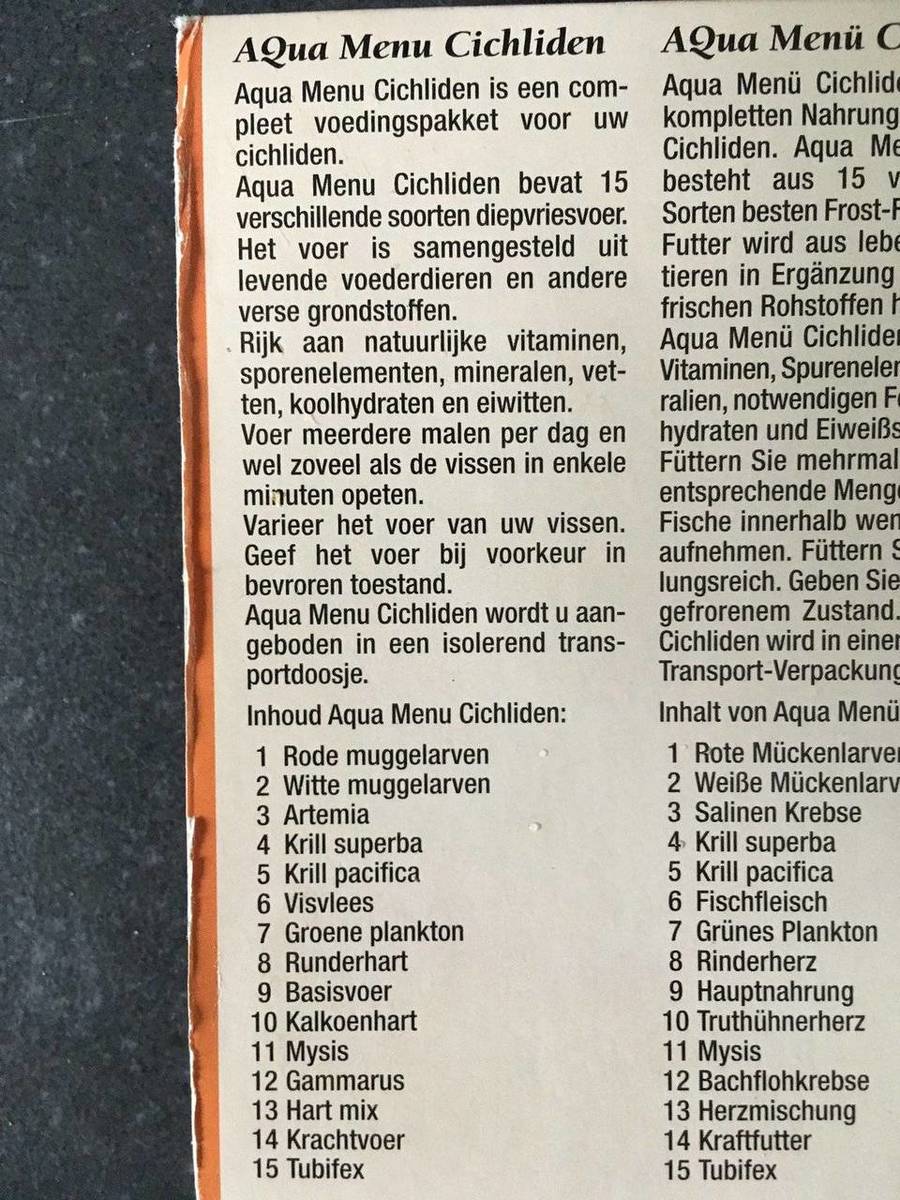 AQua Menu Cichliden
Aqua Menu Cichliden is een com-
pleet voedingspakket voor uw
cichliden.
Aqua Menu Cichliden bevat 15
verschillende soorten diepvriesvoer.
Het voer is samengesteld uit
levende voederdieren en andere
verse grondstoffen.
Rijk aan natuurlijke vitaminen,
sporenelementen, mineralen, vet-
ten, koolhydraten en eiwitten.
Voer meerdere malen per dag en
wel zoveel als de vissen in enkele
minuten opeten.
Varieer het voer van uw vissen.
Geef het voer bij voorkeur in
bevroren toestand.
Aqua Menu Cichliden wordt u aan-
geboden in een isolerend trans-
portdoosje.
Inhoud Aqua Menu Cichliden:
1 Rode muggelarven
2 Witte muggelarven
3 Artemia
4 Krill superba
5 Krill pacifica
6 Visvlees
7 Groene plankton
8 Runderhart
9 Basisvoer
10 Kalkoenhart
11 Mysis
12 Gammarus
13 Hart mix
14 Krachtvoer
15 Tubifex
AQua Menü
Aqua Menü
kompletten Nahrung
Cichliden. Aqua
besteht aus 15
Sorten besten
Futter wird aus
tieren in Ergänzung
frischen Rohstoffen
Aqua Menü
Vitaminen,
ralien, notwendigen
hydraten und
Füttern Sie
entsprechende
Fische innerhalb
aufnehmen. Füttern
lungsreich. Geben Sie
gefrorenem Zustand.
Cichliden wird in
Transport-Verpackung
Inhalt von Aqua Menü
1 Rote
2 Weiße
3 Salinen Krebse
4 Krill superba
5 Krill pacifica
6 Fischfleisch
7 Grünes Plankton
8 Rinderherz
9 Hauptnahrung
10 Truthühnerherz
11 Mysis
12 Bachflohkrebse
13 Herzmischung
14 Kraftfutter
15 Tubifex